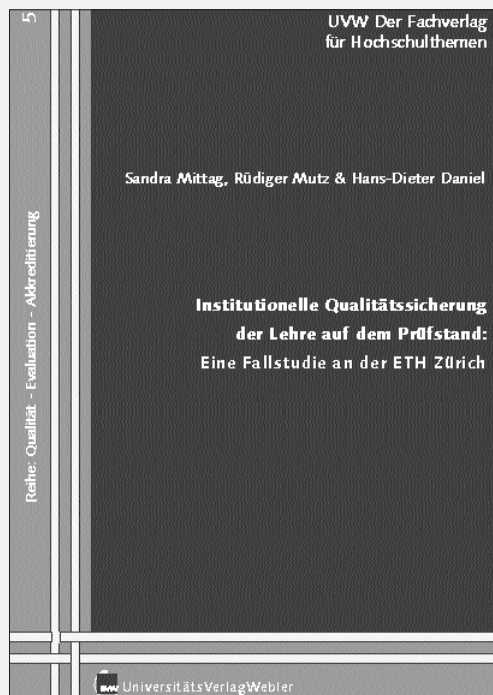 5
UVW Der Fachverlag
für Hochschulthemen
Sandra Mittag, Rüdiger Mutz & Hans-Dieter Daniel
Reihe: Qualität - Evaluation - Akkreditierung
Institutionelle Qualitätssicherung
der Lehre auf dem Prüfstand:
Eine Fallstudie an der ETH Zürich
UVW UniversitätsVerlagWebler